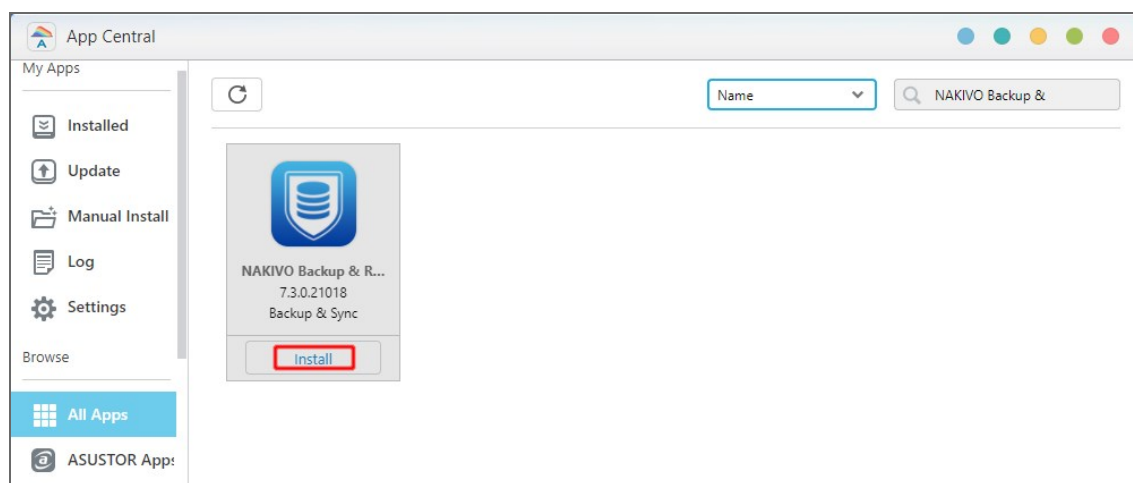 App Central
My Apps
Installed
Update
Manual Install
Log
Settings
Browse
All Apps
ASUSTOR Apps
Name
NAKIVO Backup &
NAKIVO Backup & R...
7.3.0.21018
Backup & Sync
Install